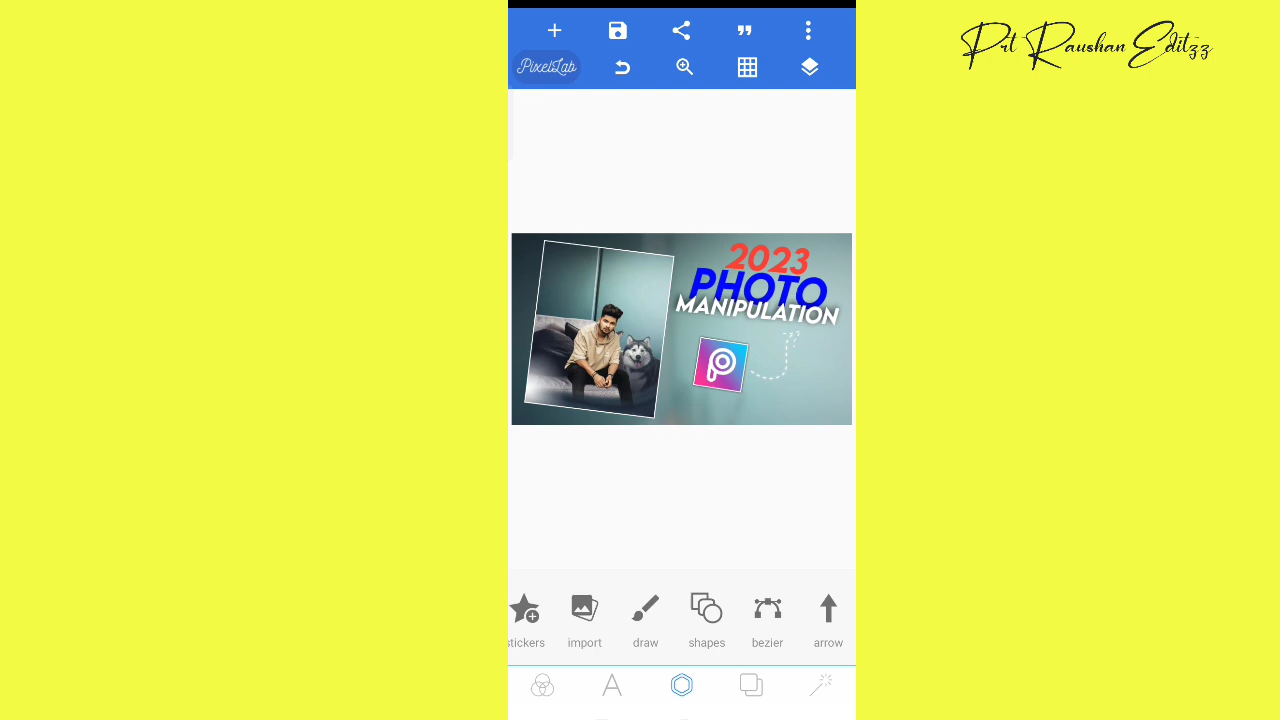 Prt Raushan Editzz
PixelLab
2023
PHOTO
MANIPULATION
stickers
import
draw
shapes
bezier
arrow